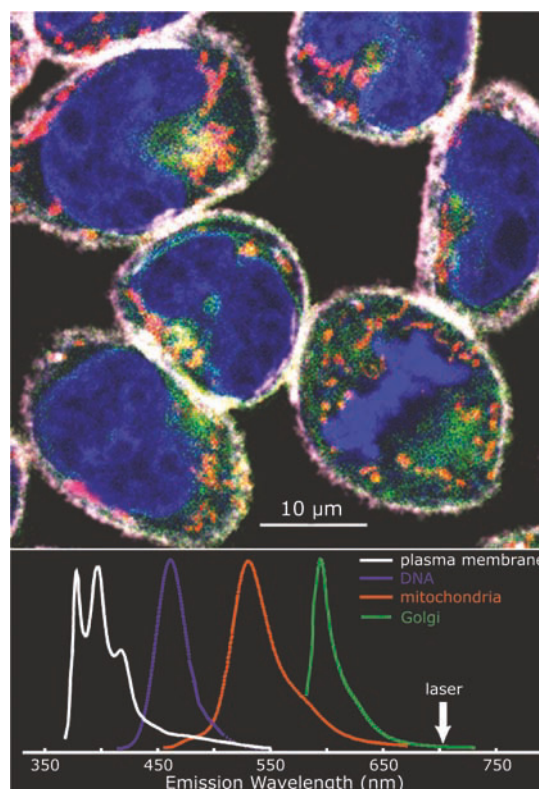 10 µm
plasma membrane
DNA
mitochondria
Golgi
laser
350 450 550 650 750
Emission Wavelength (nm)